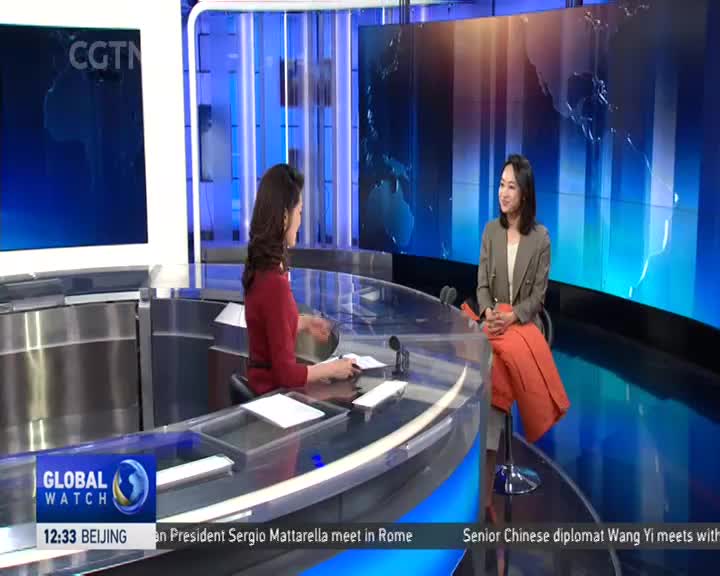 CGTN
GLOBAL
WATCH
12:33 BEIJING
an President Sergio Mattarella meet in Rome Senior Chinese diplomat Wang Yi meets with